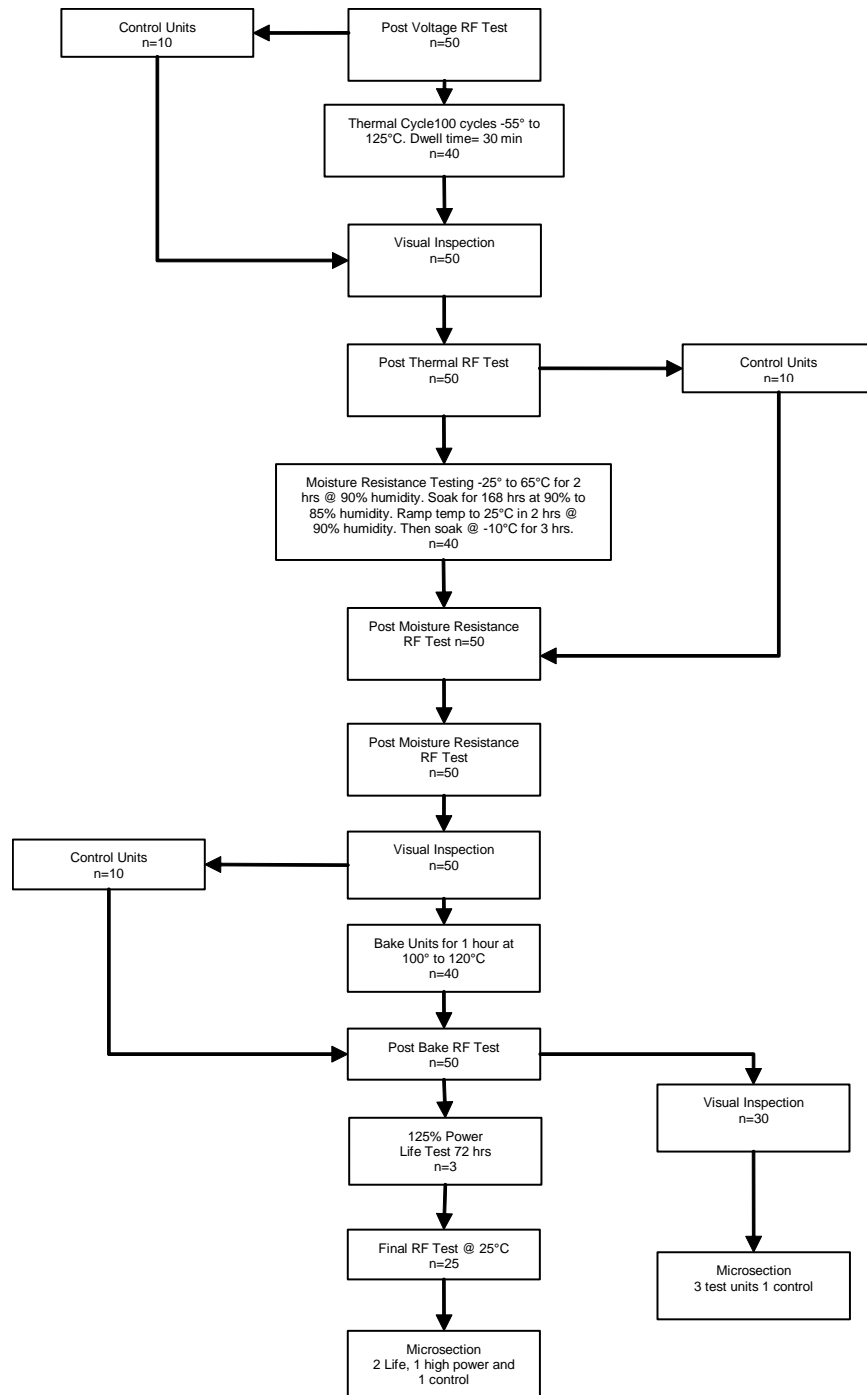 Control Units
n=10
Post Voltage RF Test
n=50
Thermal Cycle100 cycles -55° to
125°C. Dwell time= 30 min
n=40
Visual Inspection
n=50
Post Thermal RF Test
n=50
Control Units
n=10
Moisture Resistance Testing -25° to 65°C for 2
hrs @ 90% humidity. Soak for 168 hrs at 90% to
85% humidity. Ramp temp to 25°C in 2 hrs @
90% humidity. Then soak @ -10°C for 3 hrs.
n=40
Post Moisture Resistance
RF Test n=50
Post Moisture Resistance
RF Test
n=50
Visual Inspection
n=50
Control Units
n=10
Bake Units for 1 hour at
100° to 120°C
n=40
Post Bake RF Test
n=50
Visual Inspection
n=30
125% Power
Life Test 72 hrs
n=3
Final RF Test @ 25°C
n=25
Microsection
3 test units 1 control
Microsection
2 Life, 1 high power and
1 control